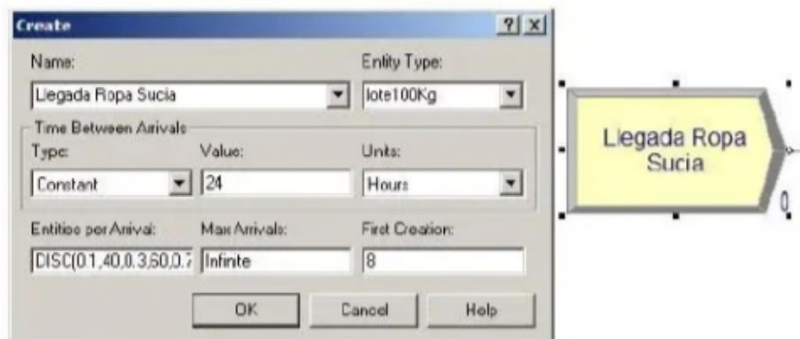 Create
Name: Entity Type:
Llegada Ropa Sucia lote100Kg
Time Between Arrivals
Type: Value: Units:
Constant 24 Hours
Entities per Arrival: Max Arrivals: First Creation:
DISC(0.1,40,0.3,60,0.7 Infinite 8
OK Cancel Help
Llegada Ropa
Sucia
0